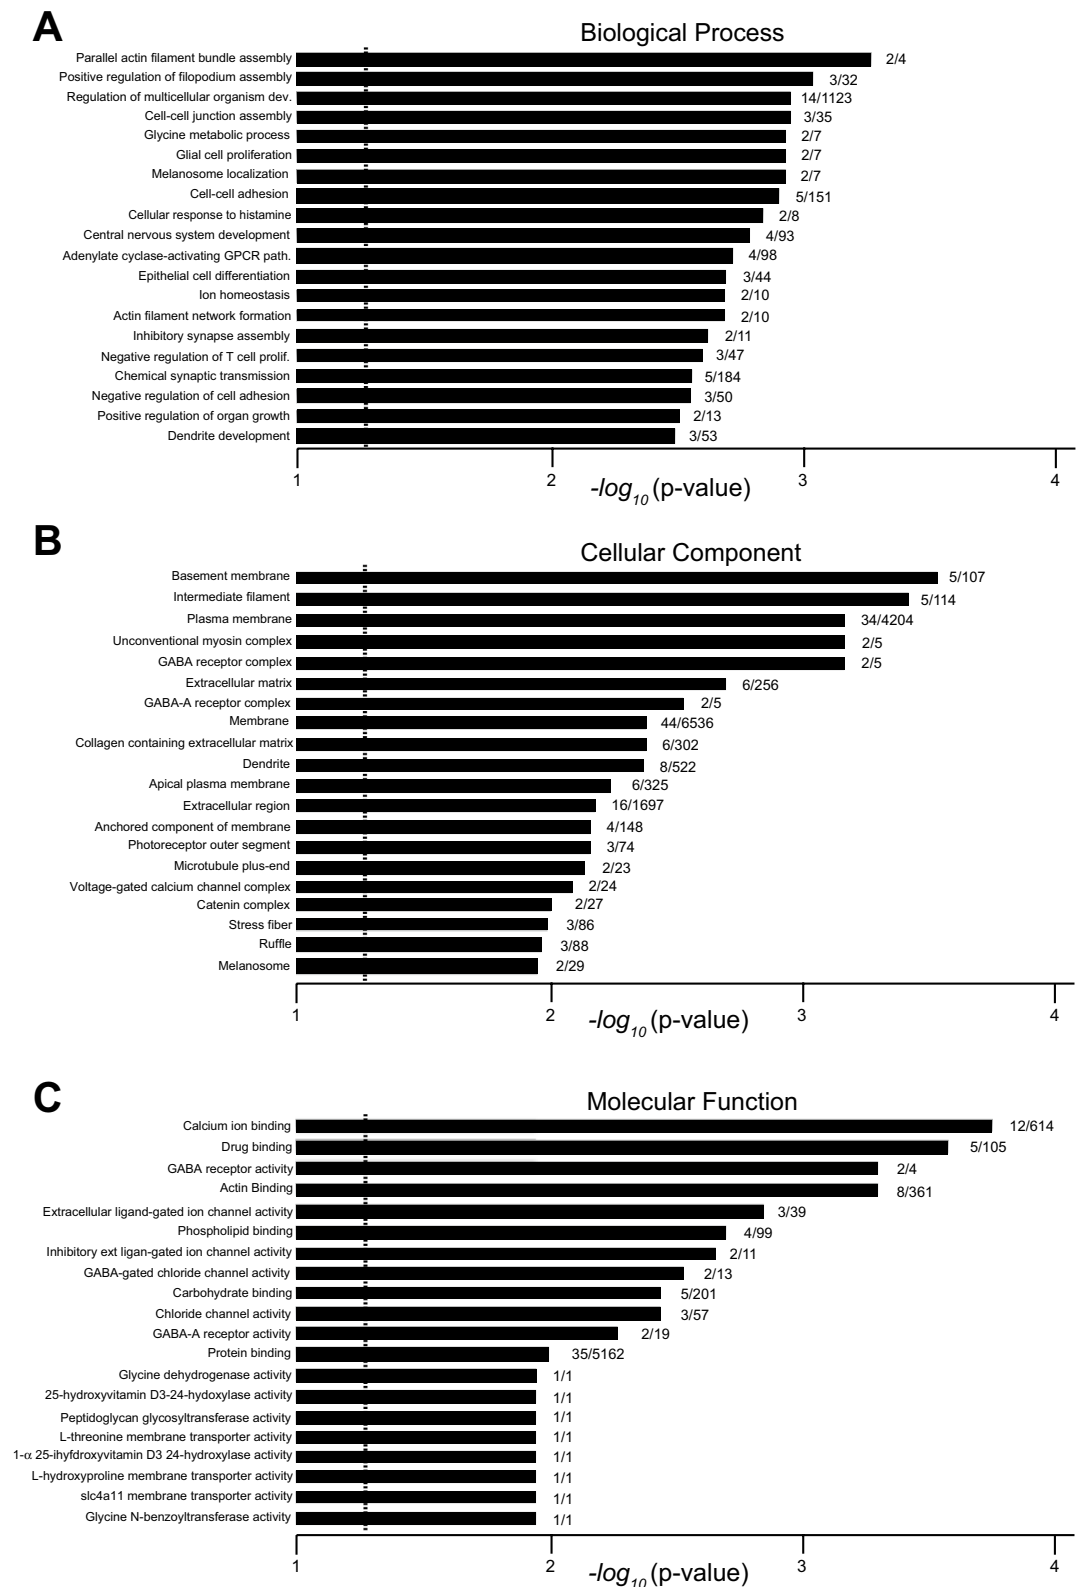 A
Biological Process
Parallel actin filament bundle assembly 2/4
Positive regulation of filopodium assembly 3/32
Regulation of multicellular organism dev. 14/1123
Cell-cell junction assembly 3/35
Glycine metabolic process 2/7
Glial cell proliferation 2/7
Melanosome localization 2/7
Cell-cell adhesion 5/151
Cellular response to histamine 2/8
Central nervous system development 4/93
Adenylate cyclase-activating GPCR path. 4/98
Epithelial cell differentiation 3/44
Ion homeostasis 2/10
Actin filament network formation 2/10
Inhibitory synapse assembly 2/11
Negative regulation of T cell prolif. 3/47
Chemical synaptic transmission 5/184
Negative regulation of cell adhesion 3/50
Positive regulation of organ growth 2/13
Dendrite development 3/53
1 2 3 4
-log10 (p-value)
B
Cellular Component
Basement membrane 5/107
Intermediate filament 5/114
Plasma membrane 34/4204
Unconventional myosin complex 2/5
GABA receptor complex 2/5
Extracellular matrix 6/256
GABA-A receptor complex 2/5
Membrane 44/6536
Collagen containing extracellular matrix 6/302
Dendrite 8/522
Apical plasma membrane 6/325
Extracellular region 16/1697
Anchored component of membrane 4/148
Photoreceptor outer segment 3/74
Microtubule plus-end 2/23
Voltage-gated calcium channel complex 2/24
Catenin complex 2/27
Stress fiber 3/86
Ruffle 3/88
Melanosome 2/29
1 2 3 4
-log10 (p-value)
C
Molecular Function
Calcium ion binding 12/614
Drug binding 5/105
GABA receptor activity 2/4
Actin Binding 8/361
Extracellular ligand-gated ion channel activity 3/39
Phospholipid binding 4/99
Inhibitory ext ligan-gated ion channel activity 2/11
GABA-gated chloride channel activity 2/13
Carbohydrate binding 5/201
Chloride channel activity 3/57
GABA-A receptor activity 2/19
Protein binding 35/5162
Glycine dehydrogenase activity 1/1
25-hydroxyvitamin D3-24-hydoxylase activity 1/1
Peptidoglycan glycosyltransferase activity 1/1
L-threonine membrane transporter activity 1/1
1-α 25-ihyfdroxyvitamin D3 24-hydroxylase activity 1/1
L-hydroxyproline membrane transporter activity 1/1
slc4a11 membrane transporter activity 1/1
Glycine N-benzoyltransferase activity 1/1
1 2 3 4
-log10 (p-value)